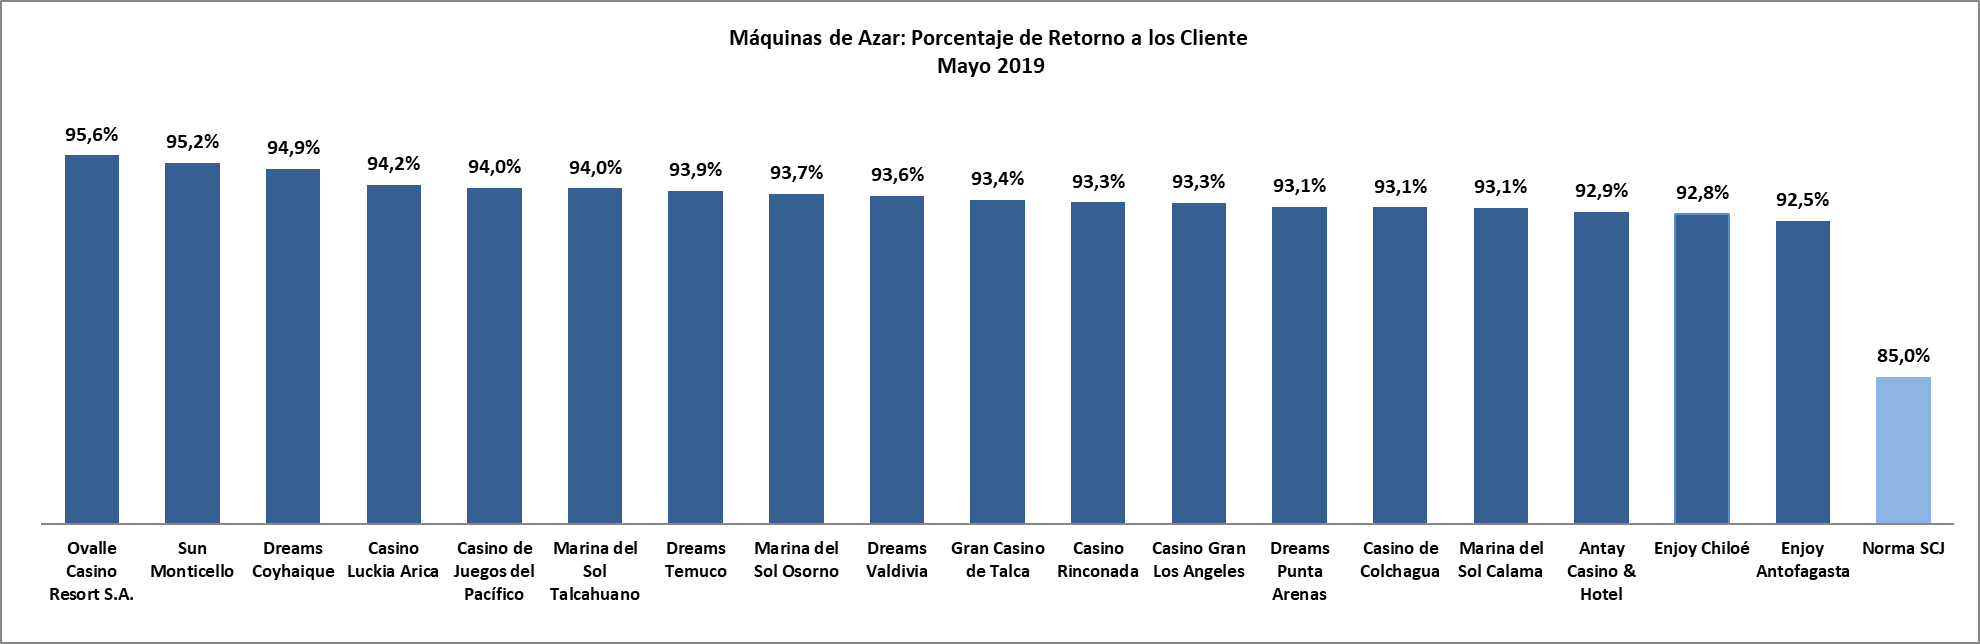 Máquinas de Azar: Porcentaje de Retorno a los Cliente
Mayo 2019
95,6%
95,2%
94,9%
94,2%
94,0%
94,0%
93,9%
93,7%
93,6%
93,4%
93,3%
93,3%
93,1%
93,1%
93,1%
92,9%
92,8%
92,5%
85,0%
Ovalle
Casino
Resort S.A.
Sun
Monticello
Dreams
Coyhaique
Casino
Luckia Arica
Casino de
Juegos del
Pacífico
Marina del
Sol
Talcahuano
Dreams
Temuco
Marina del
Sol Osorno
Dreams
Valdivia
Gran Casino
de Talca
Casino
Rinconada
Casino Gran
Los Angeles
Dreams
Punta
Arenas
Casino de
Colchagua
Marina del
Sol Calama
Antay
Casino &
Hotel
Enjoy Chiloé
Enjoy
Antofagasta
Norma SCJ